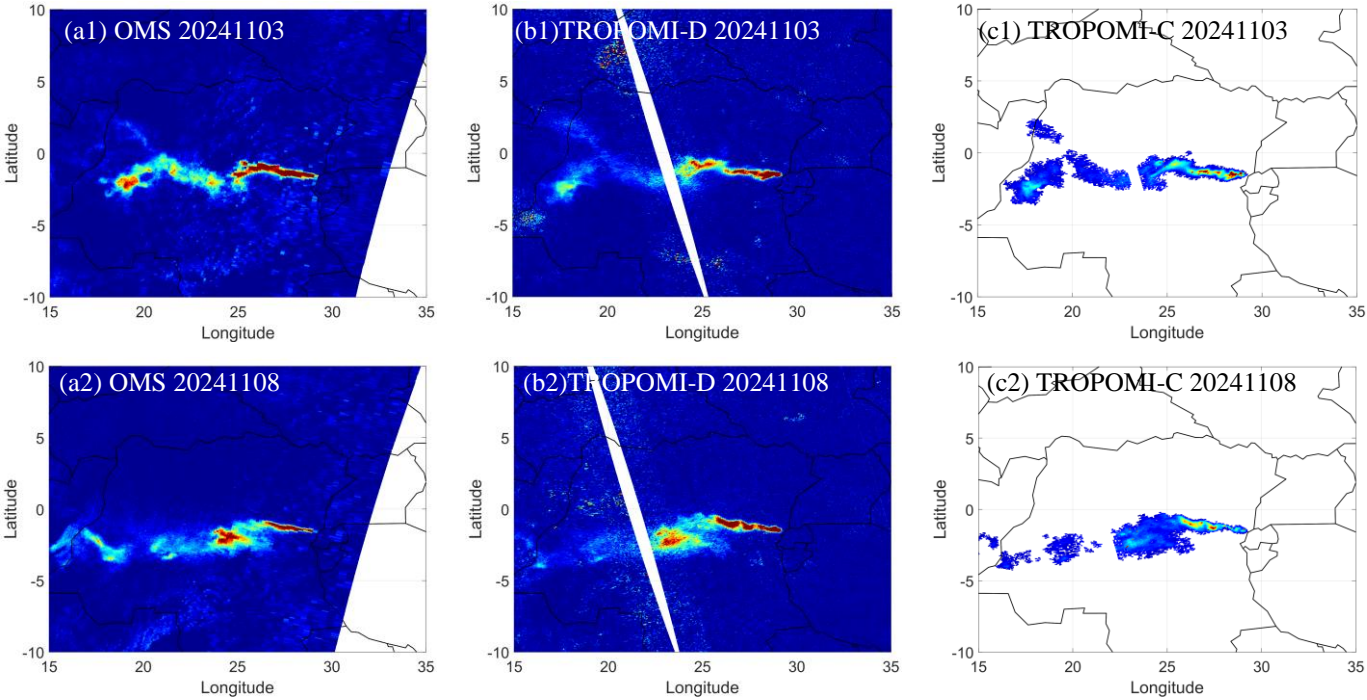 (a1) OMS 20241103
10
5
0
-5
-10
Latitude
15 20 25 30 35
Longitude
(b1)TROPOMI-D 20241103
10
5
0
-5
-10
Latitude
15 20 25 30 35
Longitude
(c1) TROPOMI-C 20241103
10
5
0
-5
-10
Latitude
15 20 25 30 35
Longitude
(a2) OMS 20241108
10
5
0
-5
-10
Latitude
15 20 25 30 35
Longitude
(b2)TROPOMI-D 20241108
10
5
0
-5
-10
Latitude
15 20 25 30 35
Longitude
(c2) TROPOMI-C 20241108
10
5
0
-5
-10
Latitude
15 20 25 30 35
Longitude